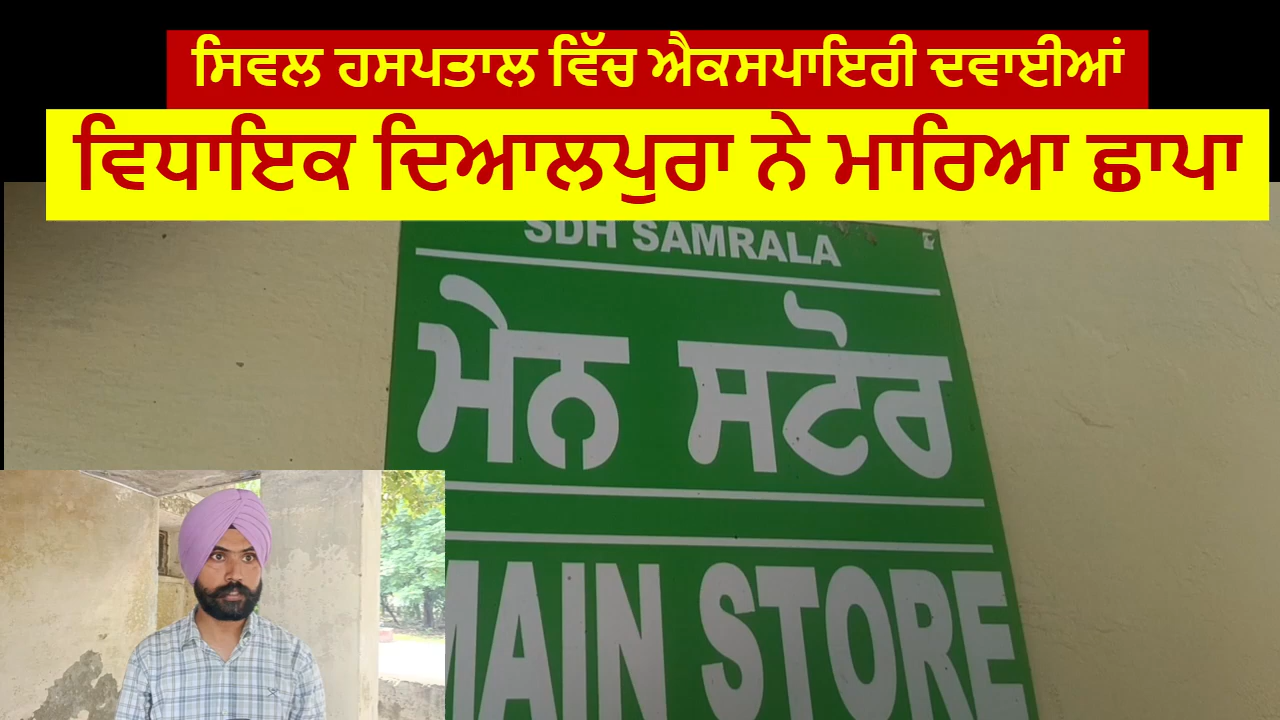 ਸਿਵਲ ਹਸਪਤਾਲ ਵਿੱਚ ਐਕਸਪਾਇਰੀ ਦਵਾਈਆਂ
ਵਿਧਾਇਕ ਦਿਆਲਪੁਰਾ ਨੇ ਮਾਰਿਆ ਛਾਪਾ
SDH SAMRALA
ਮੇਨ ਸਟੋਰ
MAIN STORE